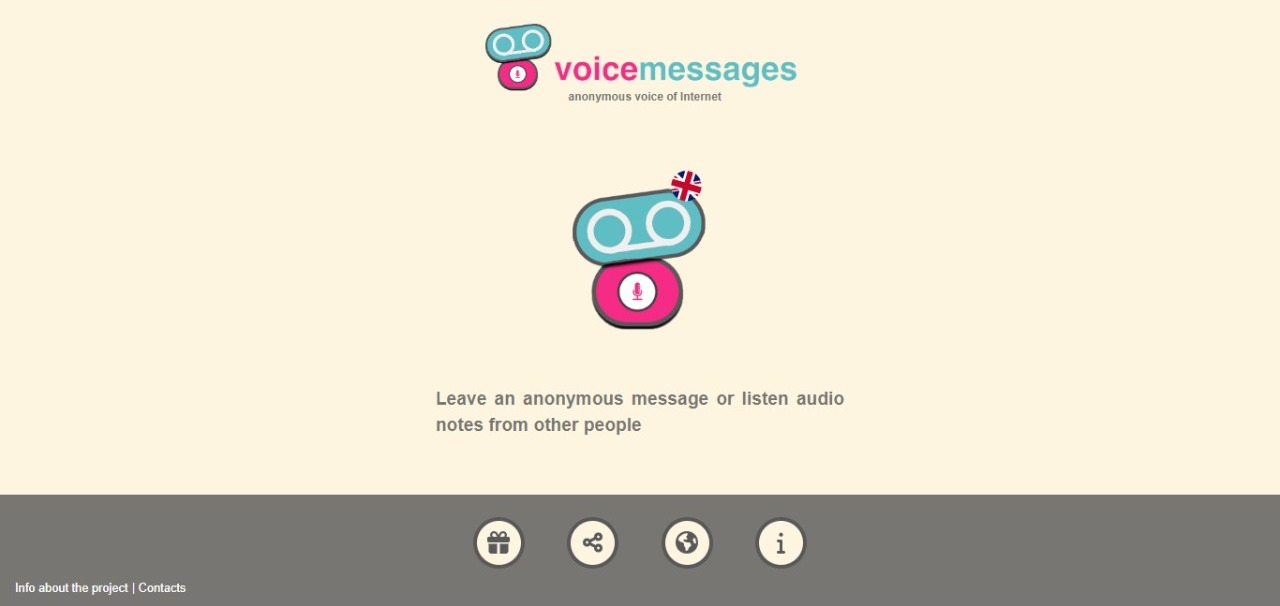 voicemessages
anonymous voice of Internet
Leave an anonymous message or listen audio
notes from other people
Info about the project | Contacts